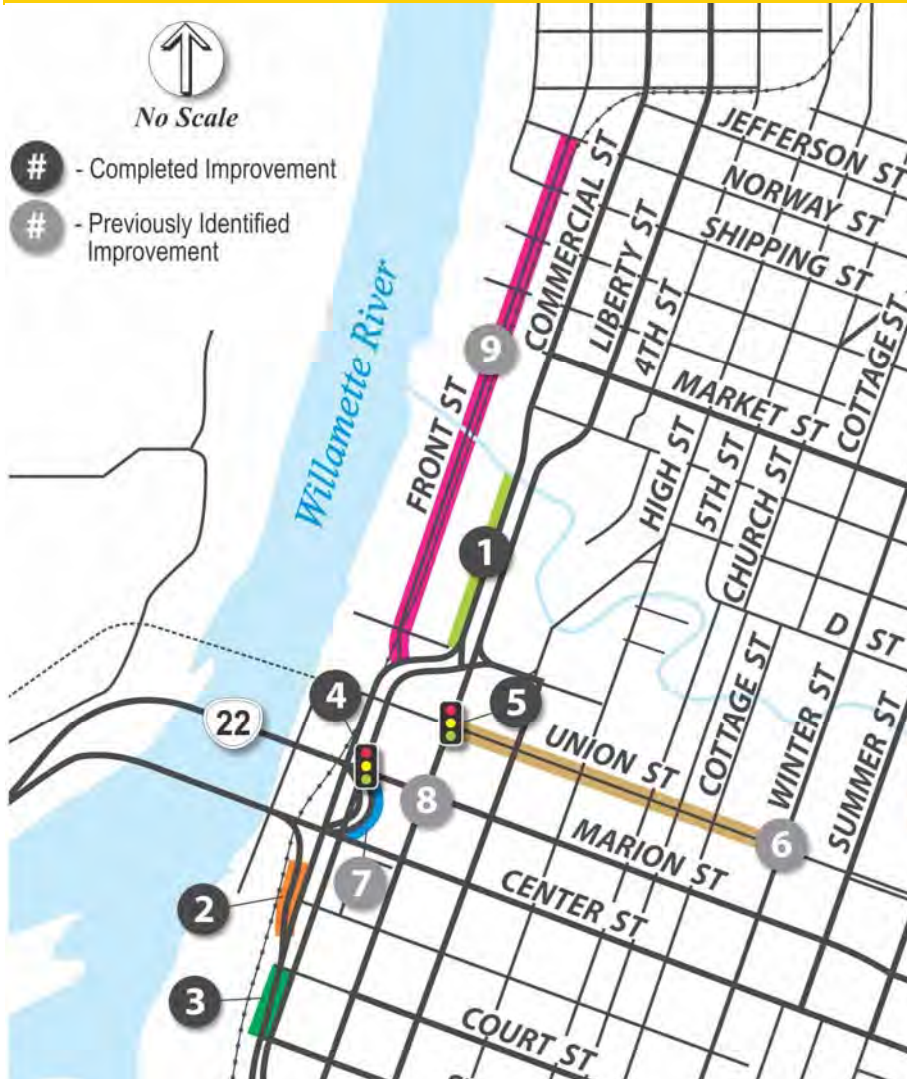 No Scale
# - Completed Improvement
# - Previously Identified
Improvement
Willamette River
JEFFERSON ST
NORWAY ST
SHIPPING ST
COMMERCIAL ST
LIBERTY ST
4TH ST
COTTAGE ST
MARKET ST
9
FRONT ST
HIGH ST
5TH ST
CHURCH ST
1
D ST
4
5
22
UNION ST
COTTAGE ST
WINTER ST
SUMMER ST
8
6
MARION ST
7
CENTER ST
2
3
COURT ST